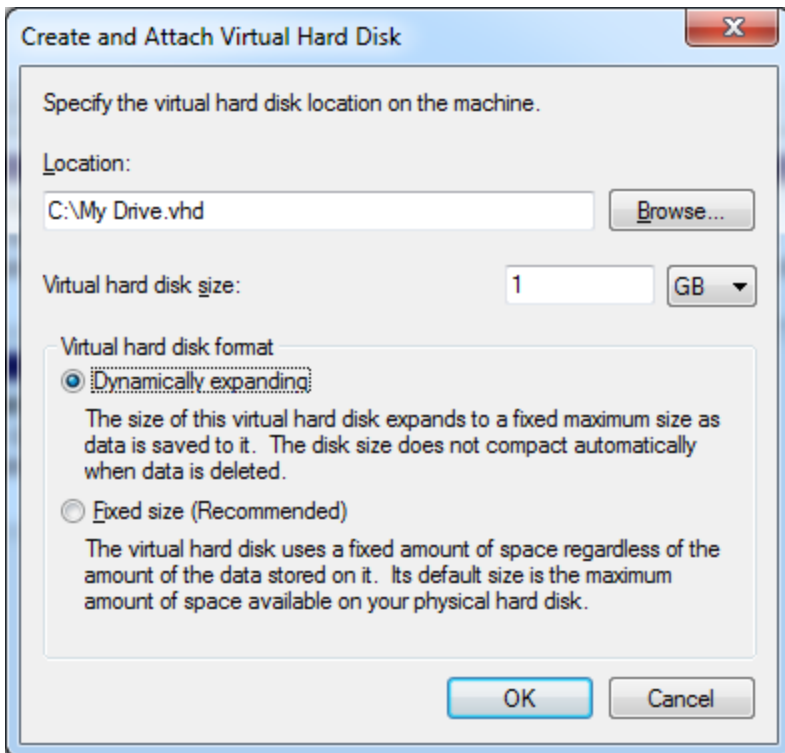 Create and Attach Virtual Hard Disk
Specify the virtual hard disk location on the machine.
Location:
C:\My Drive.vhd
Browse...
Virtual hard disk size:
1
GB
Virtual hard disk format
Dynamically expanding
The size of this virtual hard disk expands to a fixed maximum size as
data is saved to it.  The disk size does not compact automatically
when data is deleted.
Fixed size (Recommended)
The virtual hard disk uses a fixed amount of space regardless of the
amount of the data stored on it.  Its default size is the maximum
amount of space available on your physical hard disk.
OK
Cancel